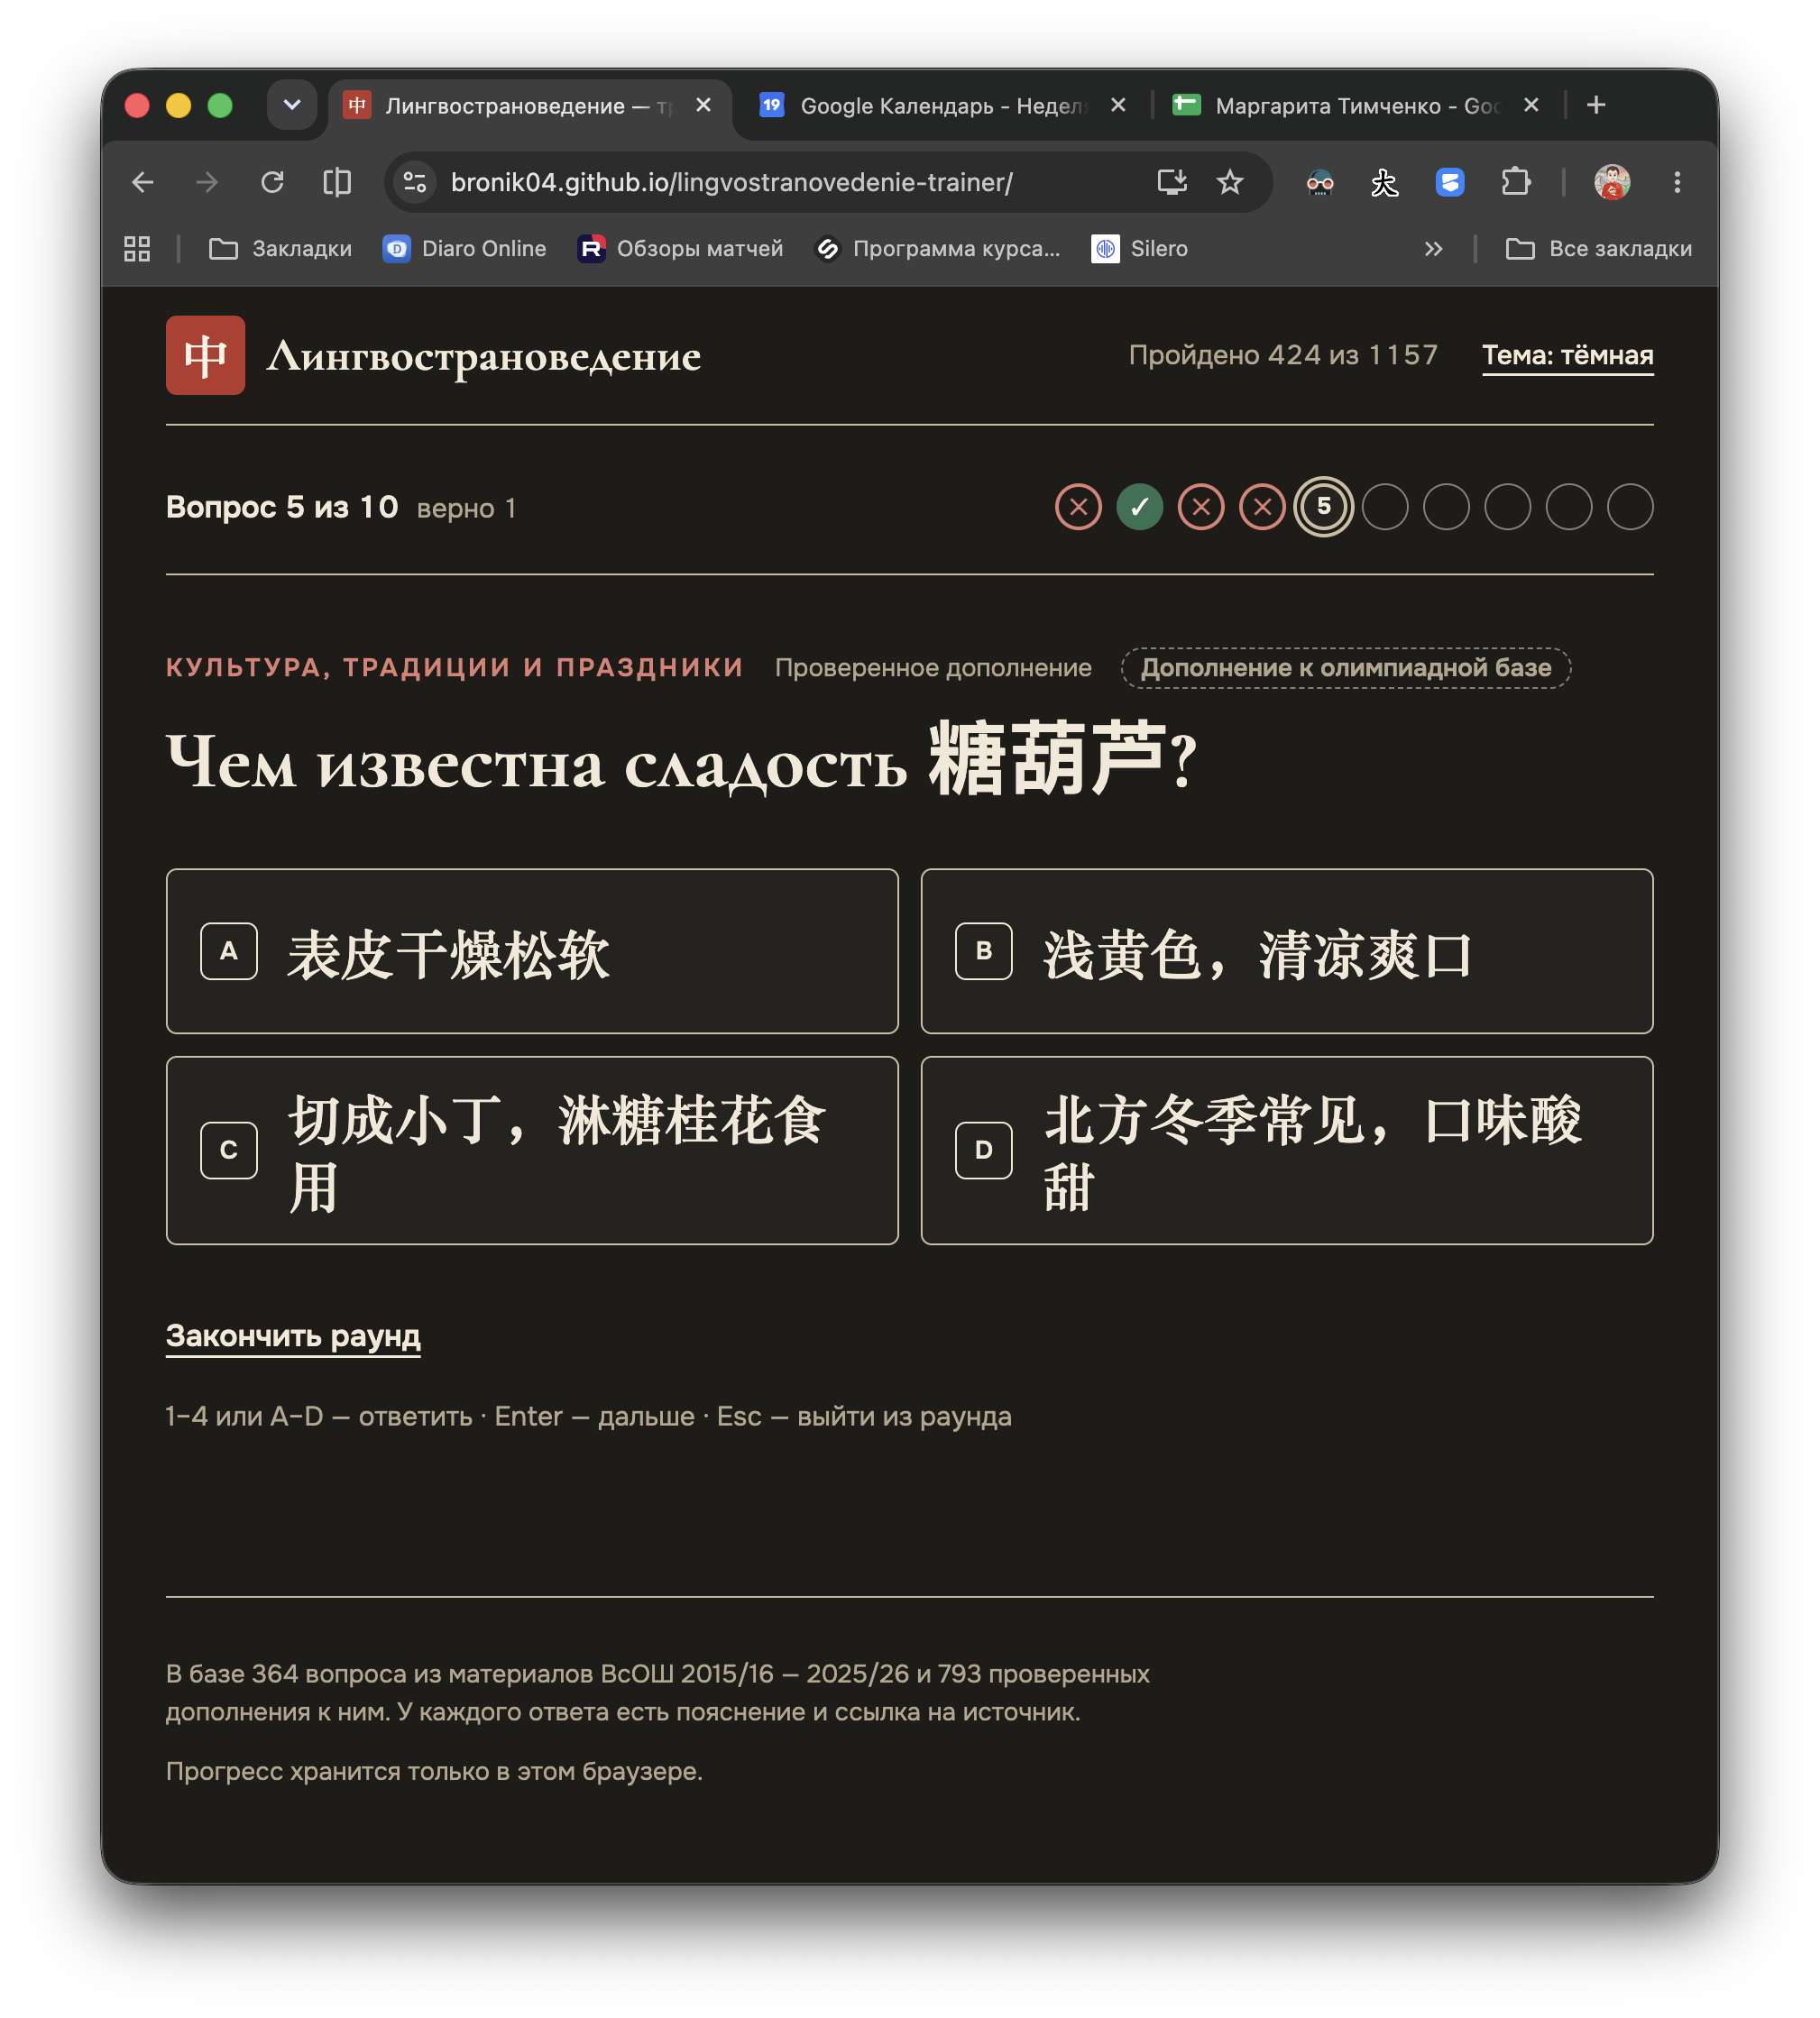 Лингвострановедение — т
Google Календарь - Недел
Маргарита Тимченко - Goo
bronik04.github.io/lingvostranovedenie-trainer/
Закладки
Diaro Online
Обзоры матчей
Программа курса...
Silero
Все закладки
中 Лингвострановедение
Пройдено 424 из 1157
Тема: тёмная
Вопрос 5 из 10 верно 1
5
КУЛЬТУРА, ТРАДИЦИИ И ПРАЗДНИКИ Проверенное дополнение Дополнение к олимпиадной базе
Чем известна сладость 糖葫芦?
A 表皮干燥松软
B 浅黄色，清凉爽口
C 切成小丁，淋糖桂花食
用
D 北方冬季常见，口味酸
甜
Закончить раунд
1–4 или A–D — ответить · Enter — дальше · Esc — выйти из раунда
В базе 364 вопроса из материалов ВсОШ 2015/16 — 2025/26 и 793 проверенных
дополнения к ним. У каждого ответа есть пояснение и ссылка на источник.
Прогресс хранится только в этом браузере.